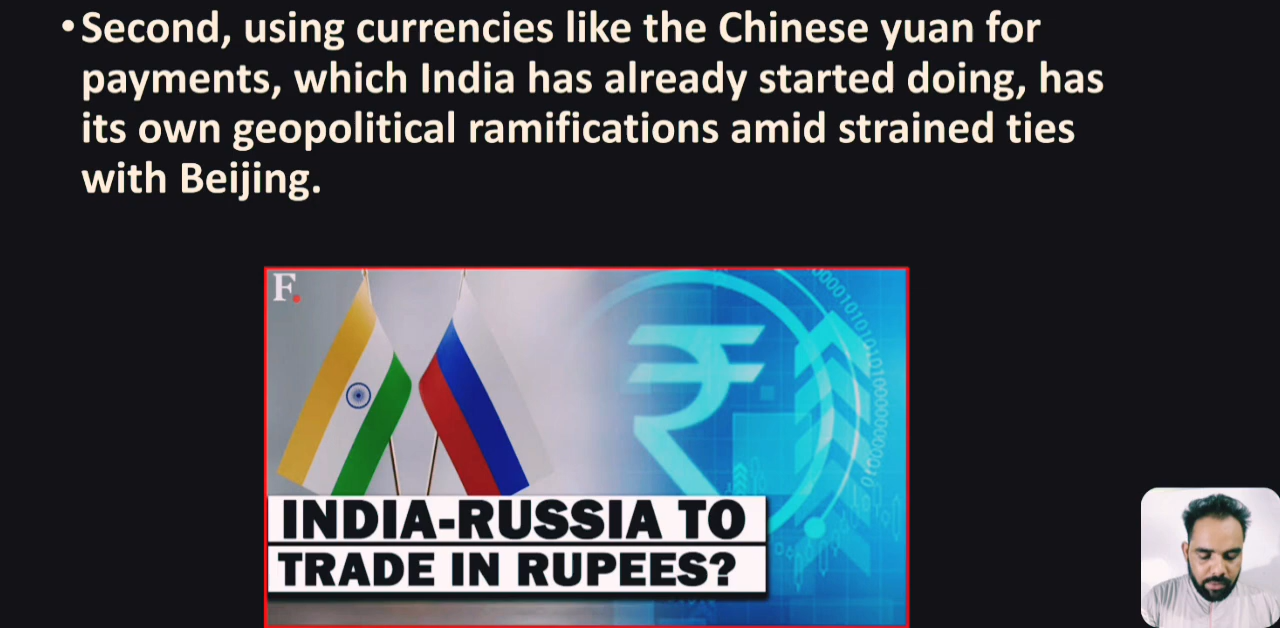 •Second, using currencies like the Chinese yuan for
payments, which India has already started doing, has
its own geopolitical ramifications amid strained ties
with Beijing.
F.
₹
INDIA-RUSSIA TO
TRADE IN RUPEES?